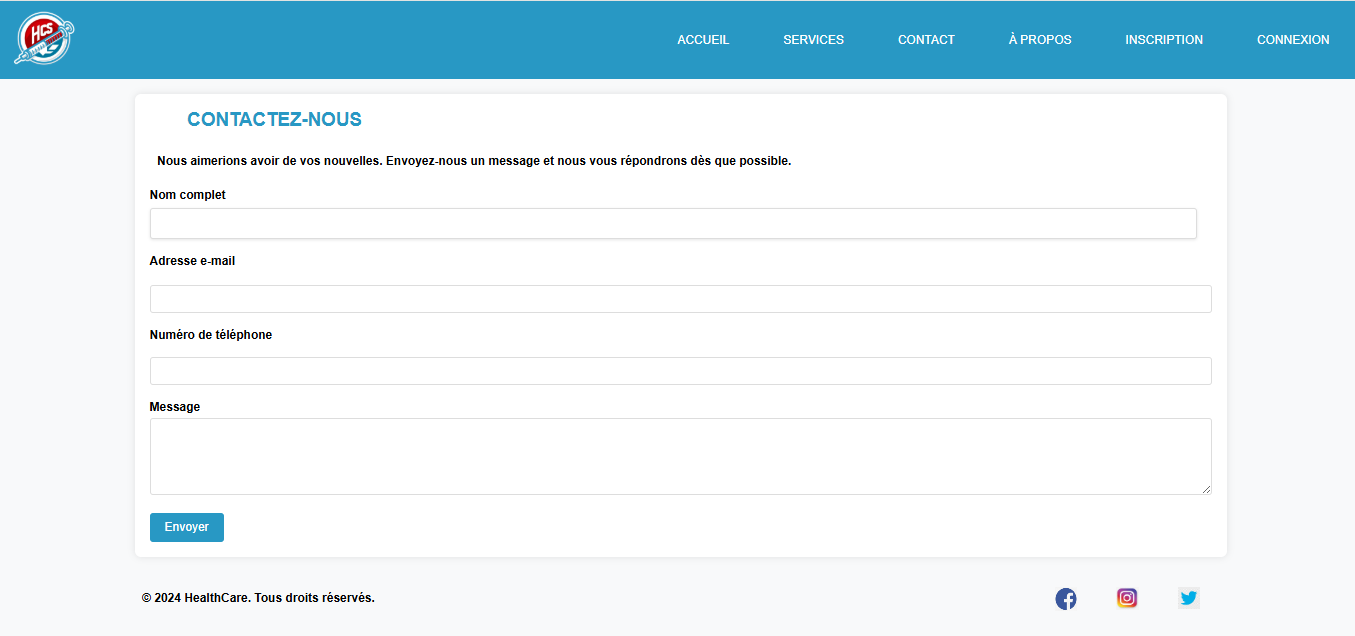 HCS
ACCUEIL SERVICES CONTACT À PROPOS INSCRIPTION CONNEXION
CONTACTEZ-NOUS
Nous aimerions avoir de vos nouvelles. Envoyez-nous un message et nous vous répondrons dès que possible.
Nom complet
Adresse e-mail
Numéro de téléphone
Message
Envoyer
© 2024 HealthCare. Tous droits réservés.